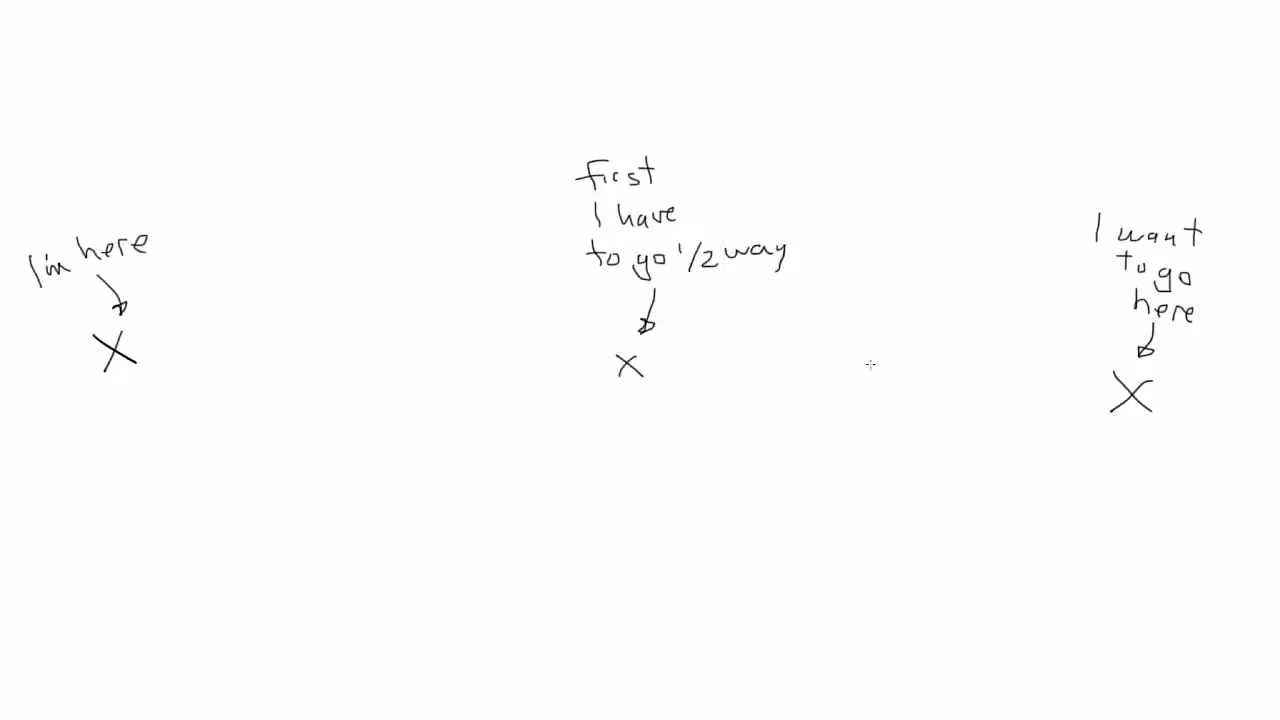 I'm here
X
first
I have
to go 1/2 way
X
I want
to go
here
X